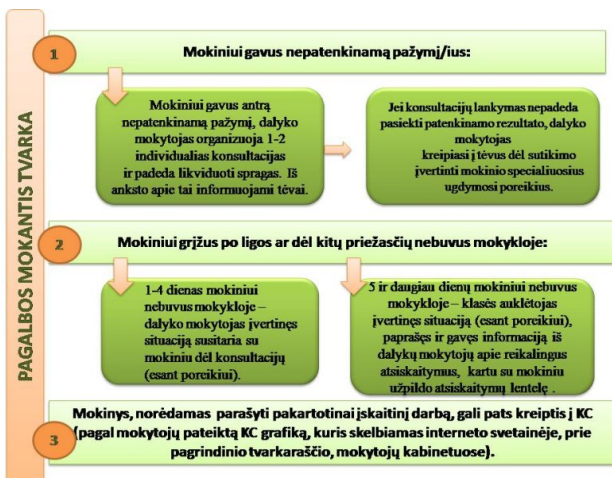 PAGALBOS MOKANTIS TVARKA
1
Mokiniui gavus nepatenkinamą pažymį/ius:
Mokiniui gavus antrą
nepatenkinamą pažymį, dalyko
mokytojas organizuoja 1-2
individualias konsultacijas
ir padeda likviduoti spragas. Iš
anksto apie tai informuojami tėvai.
Jei konsultacijų lankymas nepadeda
pasiekti patenkinamo rezultato, dalyko
mokytojas
kreipiasi į tėvus dėl sutikimo
įvertinti mokinio specialiuosius
ugdymosi poreikius.
2
Mokiniui grįžus po ligos ar dėl kitų priežasčių nebuvus mokykloje:
1-4 dienas mokiniui
nebuvus mokykloje –
dalyko mokytojas įvertinęs
situaciją susitaria su
mokiniu dėl konsultacijų
(esant poreikiui).
5 ir daugiau dienų mokiniui nebuvus
mokykloje – klasės auklėtojas
įvertinęs situaciją (esant poreikiui),
paprašęs ir gavęs informaciją iš
dalykų mokytojų apie reikalingus
atsiskaitymus, kartu su mokiniu
užpildo atsiskaitymų lentelę .
3
Mokinys, norėdamas parašyti pakartotinai įskaitinį darbą, gali pats kreiptis į KC
(pagal mokytojų pateiktą KC grafiką, kuris skelbiamas interneto svetainėje, prie
pagrindinio tvarkaraščio, mokytojų kabinetuose).